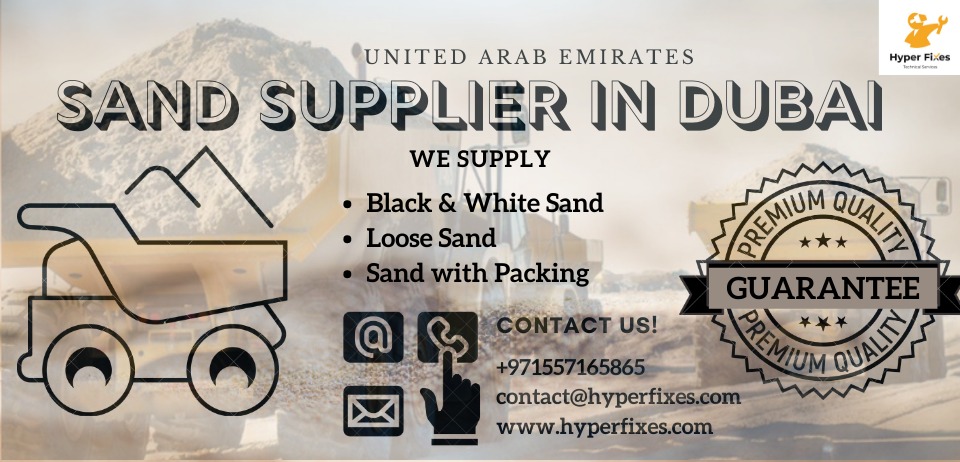 Hyper Fixes
Technical Services
UNITED ARAB EMIRATES
SAND SUPPLIER IN DUBAI
WE SUPPLY
• Black & White Sand
• Loose Sand
• Sand with Packing
PREMIUM QUALITY
GUARANTEE
PREMIUM QUALITY
@
CONTACT US!
+971557165865
contact@hyperfixes.com
www.hyperfixes.com